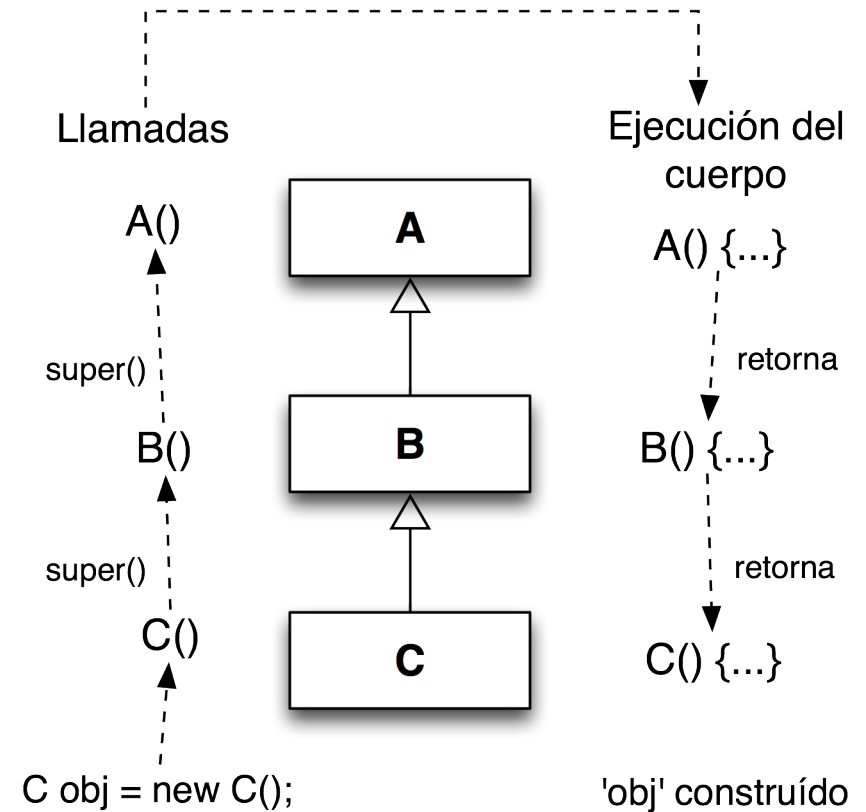 Llamadas
Ejecución del
cuerpo
A()
A
A() {...}
super()
retorna
B()
B
B() {...}
super()
retorna
C()
C
C() {...}
C obj = new C();
'obj' construído